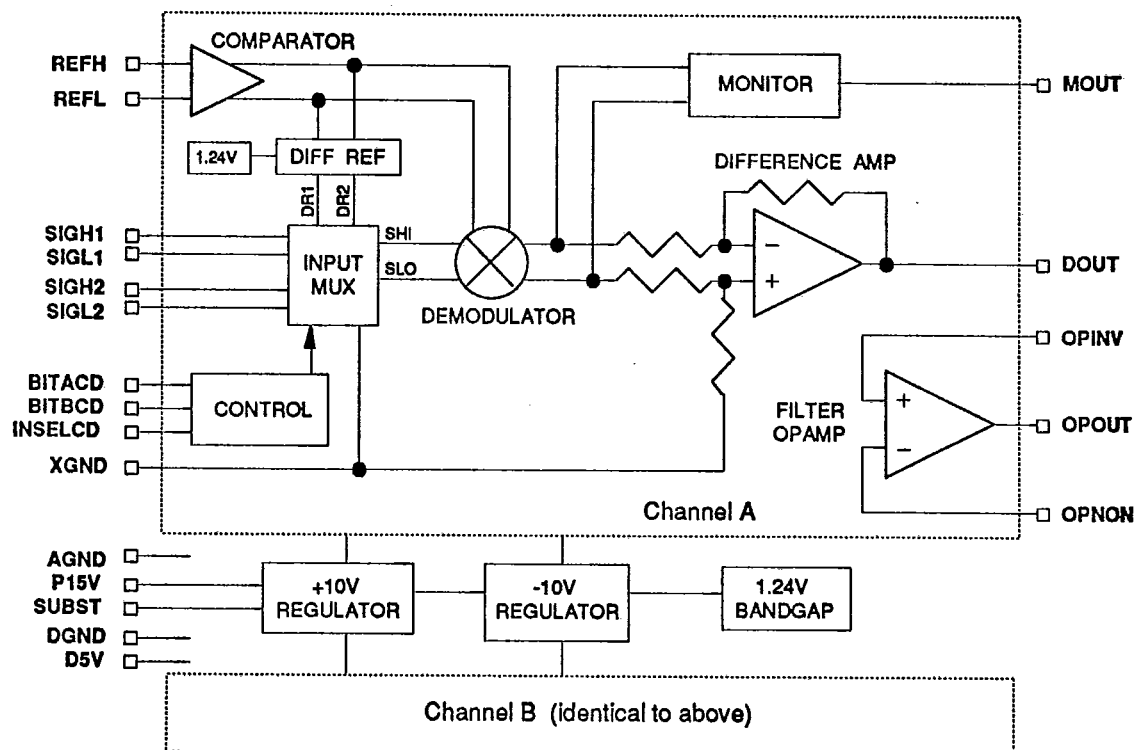 COMPARATOR
REFH
REFL
MONITOR
MOUT
1.24V
DIFF REF
DIFFERENCE AMP
DR1
DR2
SIGH1
SIGL1
SIGH2
SIGL2
INPUT
MUX
SHI
SLO
−
+
DOUT
DEMODULATOR
OPINV
BITACD
BITBCD
INSELCD
CONTROL
FILTER
OPAMP
+
−
OPOUT
XGND
Channel A
OPNON
AGND
P15V
SUBST
DGND
D5V
+10V
REGULATOR
-10V
REGULATOR
1.24V
BANDGAP
Channel B (identical to above)